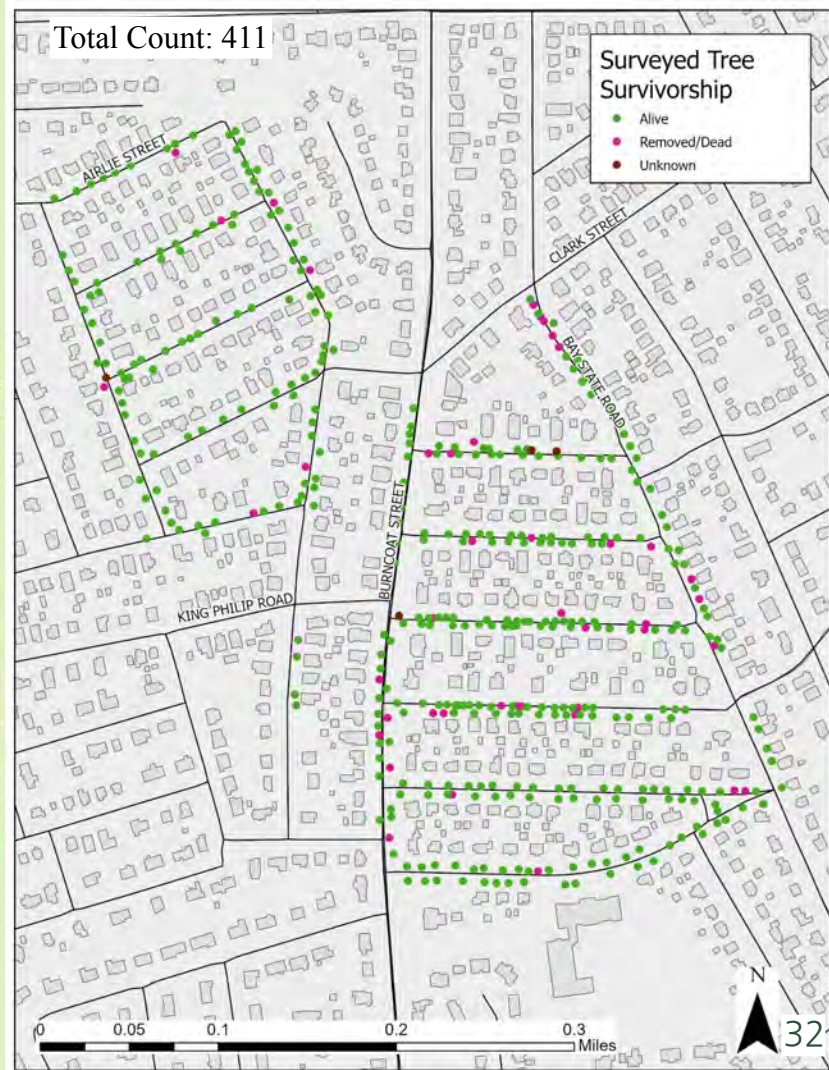 Total Count: 411
Surveyed Tree
Survivorship
Alive
Removed/Dead
Unknown
AIRLIE STREET
CLARK STREET
BAY STATE ROAD
BURNCOAT STREET
KING PHILIP ROAD
N
0 0.05 0.1 0.2 0.3
Miles
32